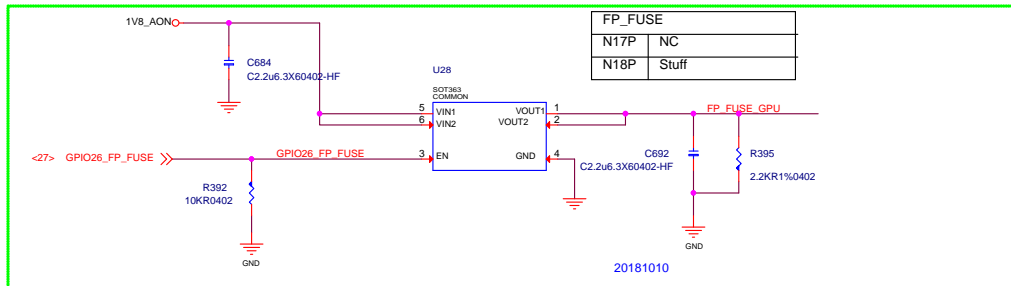 1V8_AON
FP_FUSE
N17P NC
N18P Stuff
C684
C2.2u6.3X60402-HF
U28
SOT363
COMMON
5 VIN1 VOUT1 1
6 VIN2 VOUT2 2
FP_FUSE_GPU
<27> GPIO26_FP_FUSE GPIO26_FP_FUSE 3 EN GND 4
C692
C2.2u6.3X60402-HF
R395
2.2KR1%0402
R392
10KR0402
GND
GND
20181010